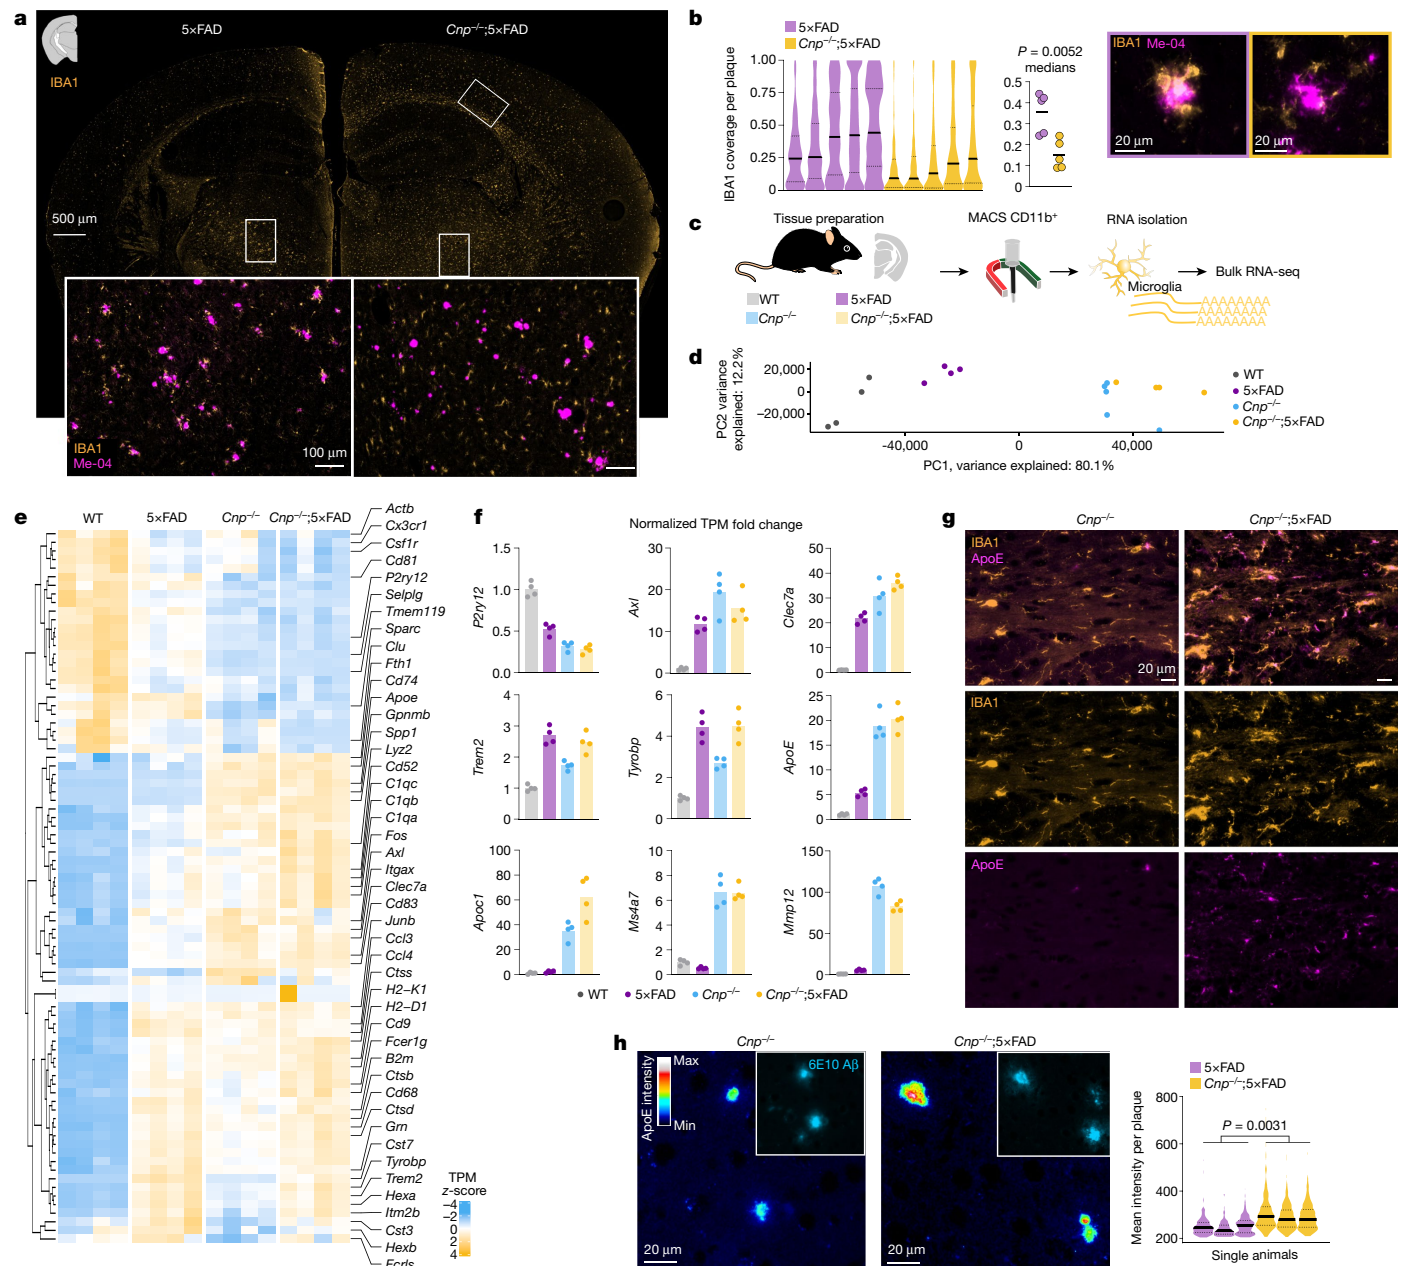 a
5×FAD
Cnp–/–;5×FAD
IBA1
500 μm
IBA1
Me-04
100 μm
b
5×FAD
Cnp–/–;5×FAD
IBA1 coverage per plaque
1.00
0.75
0.50
0.25
0
P = 0.0052
medians
0.5
0.4
0.3
0.2
0.1
0
IBA1 Me-04
20 μm
20 μm
c
Tissue preparation
MACS CD11b+
RNA isolation
Microglia
Bulk RNA-seq
AAAAAAAA
AAAAAAAA
AAAAAAAA
WT
5×FAD
Cnp–/–
Cnp–/–;5×FAD
d
PC2 variance
explained: 12.2%
20,000
0
–20,000
-40,000
0
40,000
PC1, variance explained: 80.1%
WT
5×FAD
Cnp–/–
Cnp–/–;5×FAD
e
WT
5×FAD
Cnp–/–
Cnp–/–;5×FAD
Actb
Cx3cr1
Csf1r
Cd81
P2ry12
Selplg
Tmem119
Sparc
Clu
Fth1
Cd74
Apoe
Gpnmb
Spp1
Lyz2
Cd52
C1qc
C1qb
C1qa
Fos
Axl
Itgax
Clec7a
Cd83
Junb
Ccl3
Ccl4
Ctss
H2–K1
H2–D1
Cd9
Fcer1g
B2m
Ctsb
Cd68
Ctsd
Grn
Cst7
Tyrobp
Trem2
Hexa
Itm2b
Cst3
Hexb
Fcrls
TPM
z-score
–4
–2
0
2
4
f
Normalized TPM fold change
P2ry12
1.5
1.0
0.5
0.0
Axl
30
20
10
0
Clec7a
50
40
30
20
10
0
Trem2
4
3
2
1
0
Tyrobp
6
4
2
0
ApoE
25
20
15
10
5
0
Apoc1
100
80
60
40
20
0
Ms4a7
10
8
6
4
2
0
Mmp12
150
100
50
0
WT
5×FAD
Cnp–/–
Cnp–/–;5×FAD
g
Cnp–/–
Cnp–/–;5×FAD
IBA1
ApoE
20 μm
IBA1
ApoE
h
Cnp–/–
Cnp–/–;5×FAD
ApoE intensity
Max
Min
6E10 Aβ
20 μm
20 μm
5×FAD
Cnp–/–;5×FAD
Mean intensity per plaque
800
600
400
200
P = 0.0031
Single animals